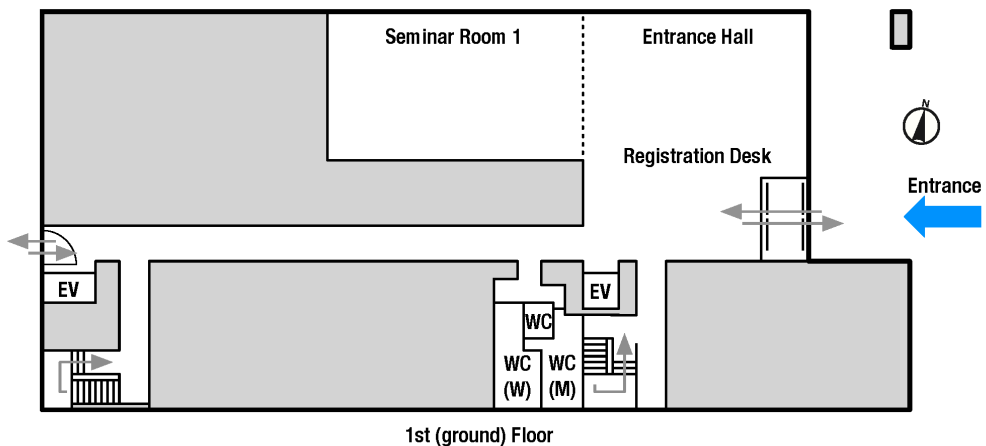 Seminar Room 1
Entrance Hall
N
Registration Desk
Entrance
EV
EV
WC
WC
(W)
WC
(M)
1st (ground) Floor